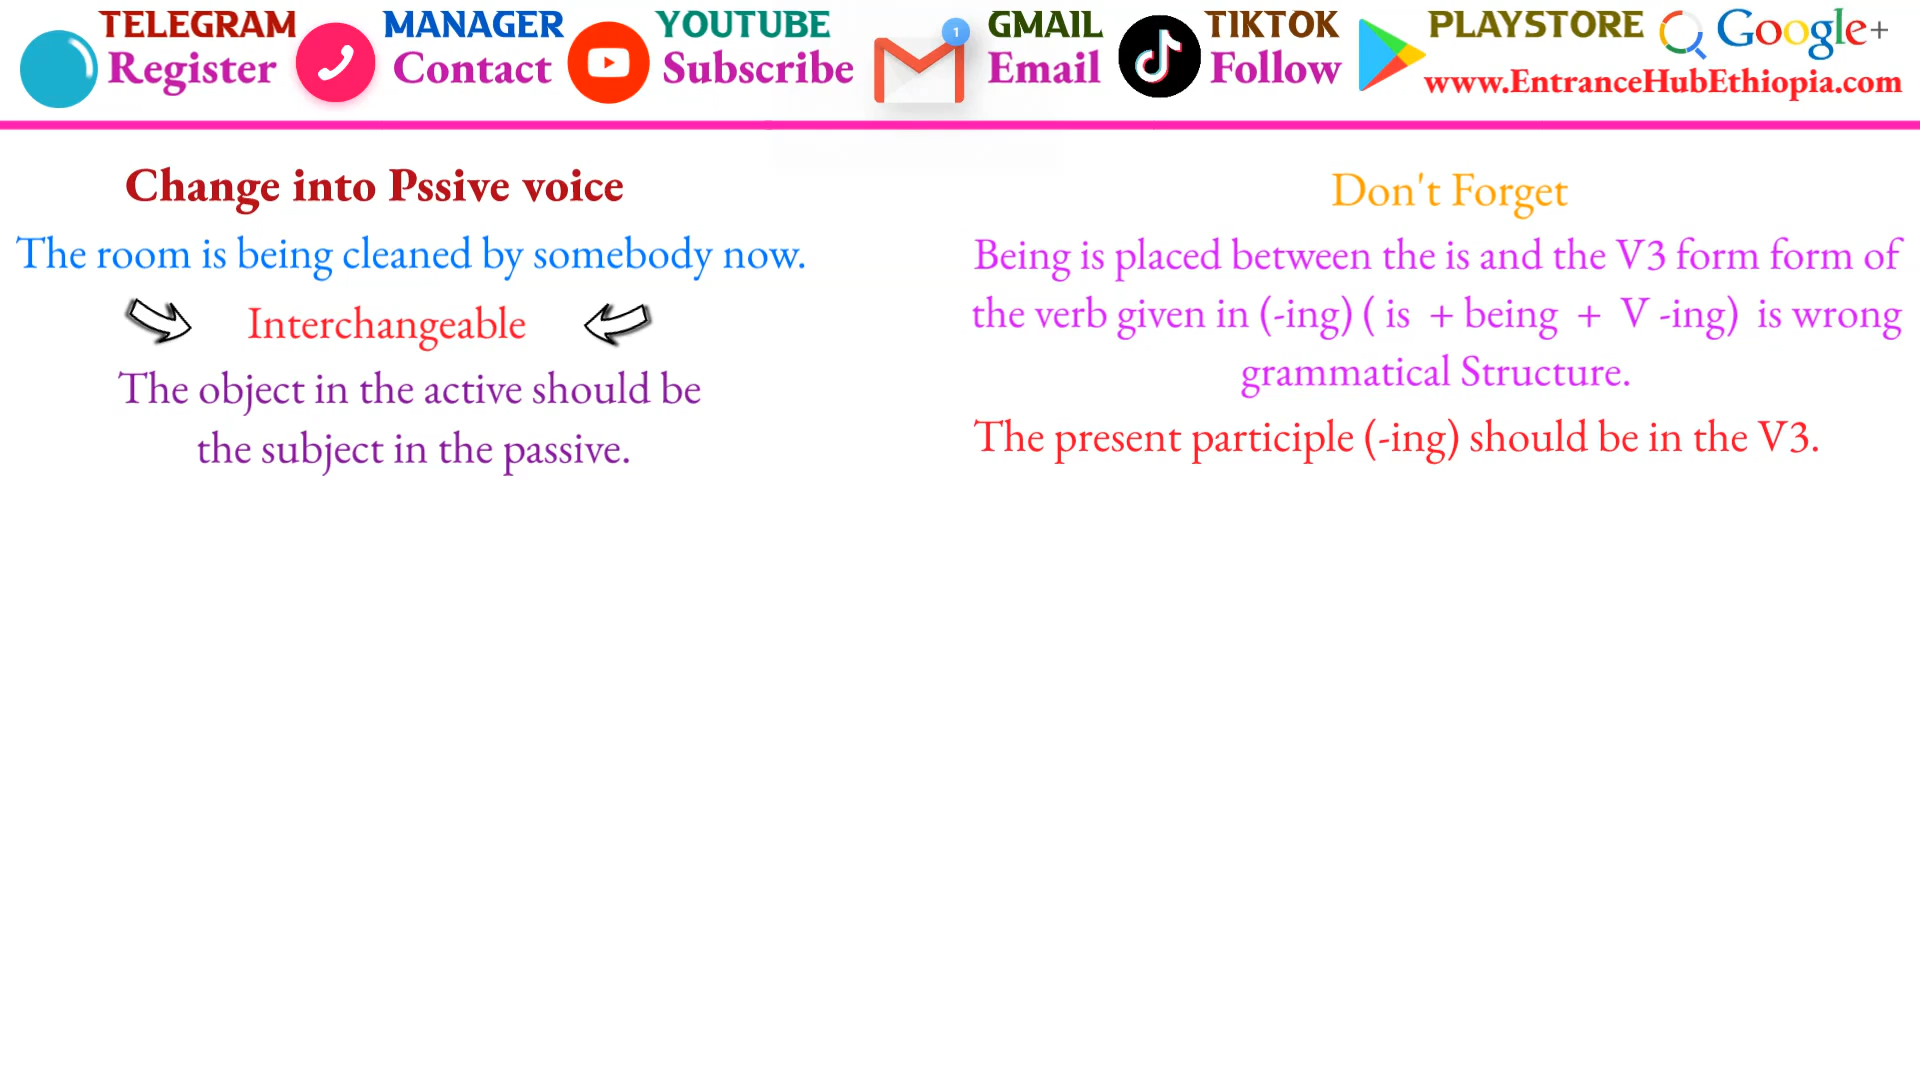 TELEGRAM
Register
MANAGER
Contact
YOUTUBE
Subscribe
1
GMAIL
Email
TIKTOK
Follow
PLAYSTORE
Google+
www.EntranceHubEthiopia.com
Change into Pssive voice
The room is being cleaned by somebody now.
Interchangeable
The object in the active should be
the subject in the passive.
Don't Forget
Being is placed between the is and the V3 form form of
the verb given in (-ing) ( is + being + V -ing) is wrong
grammatical Structure.
The present participle (-ing) should be in the V3.